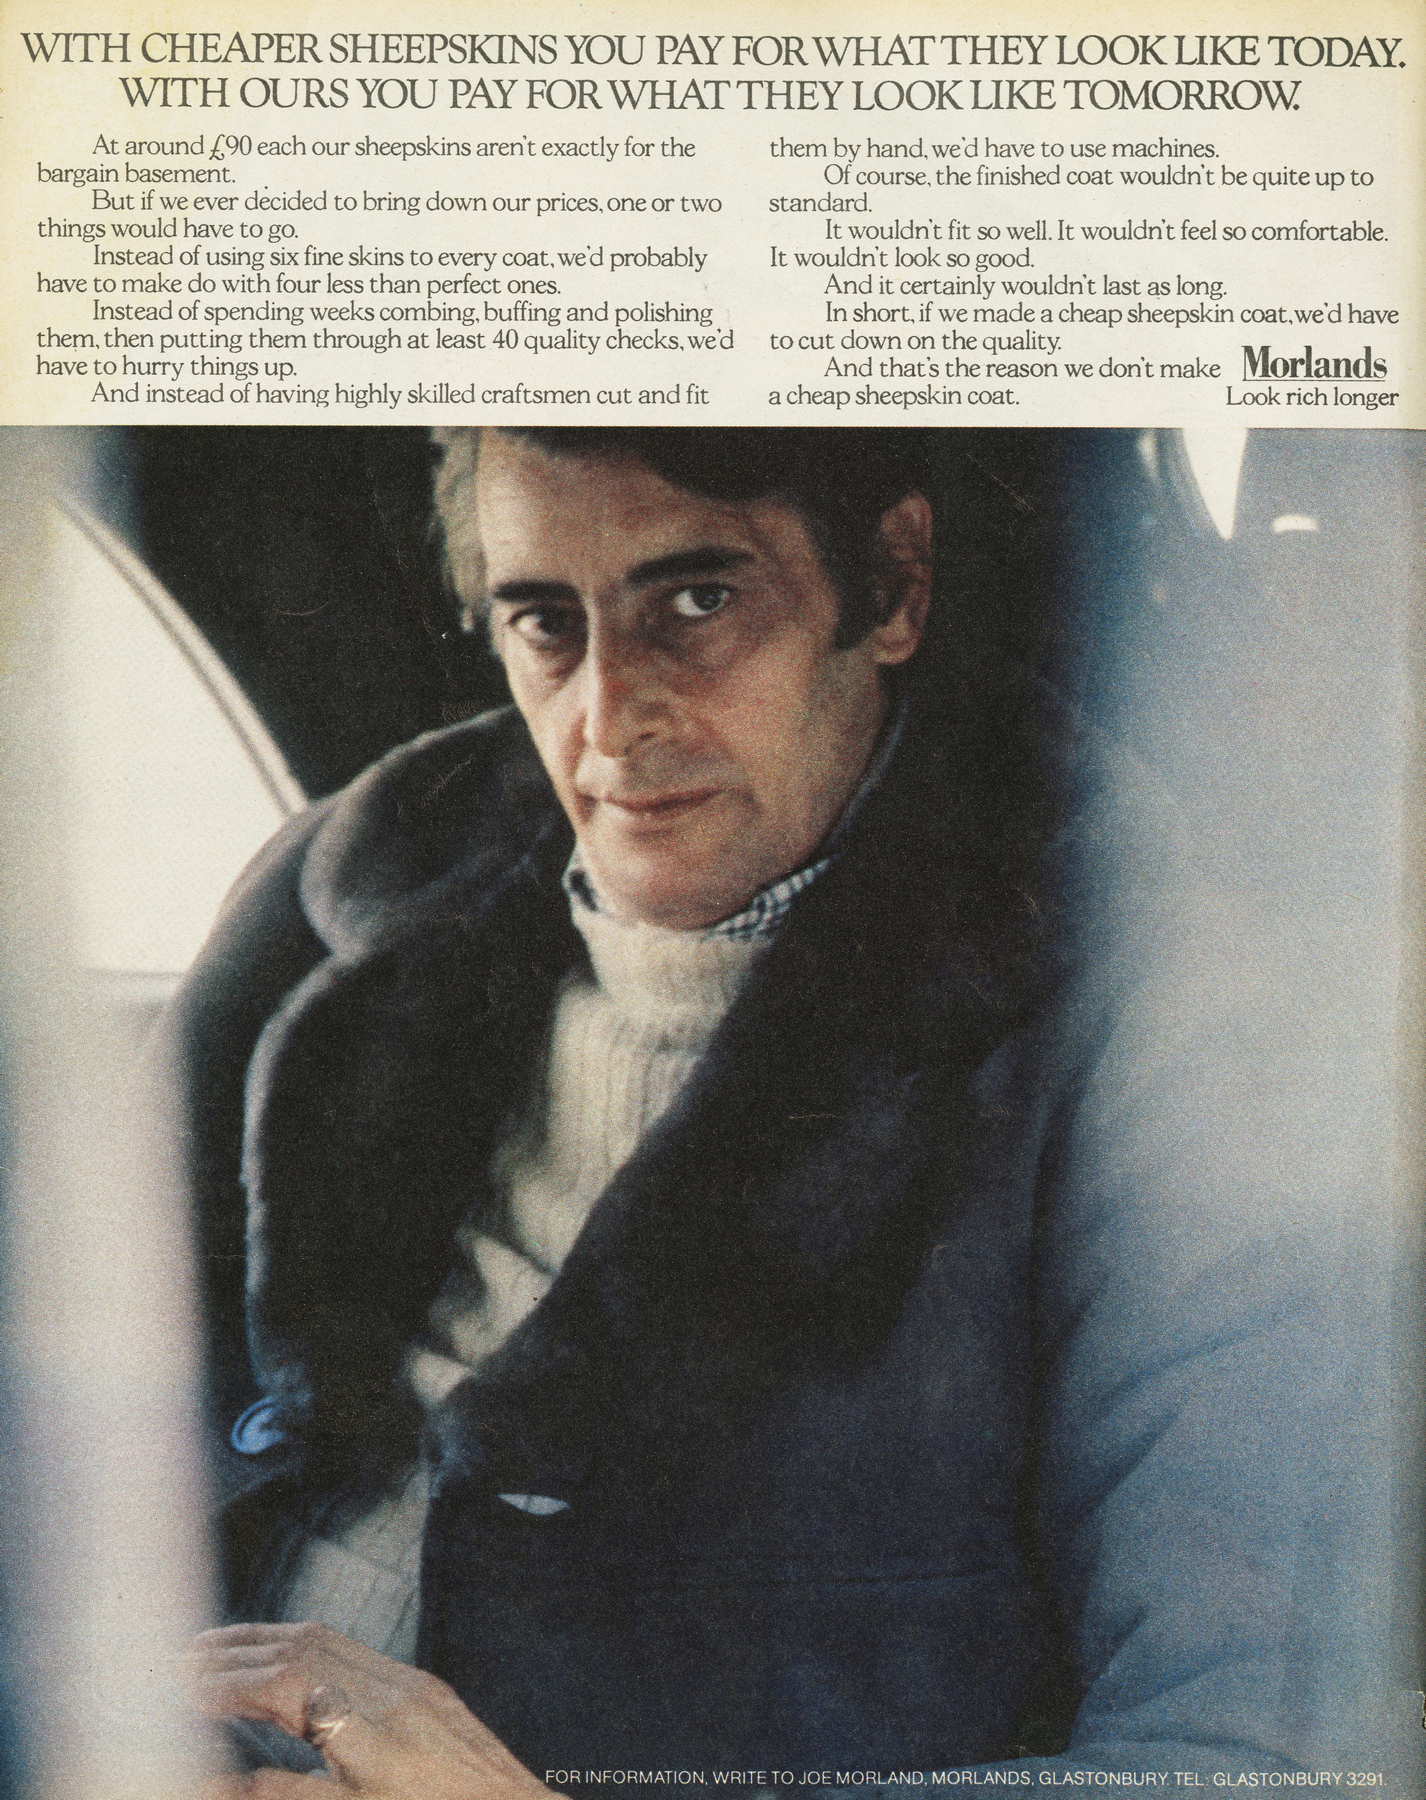 WITH CHEAPER SHEEPSKINS YOU PAY FOR WHAT THEY LOOK LIKE TODAY.
WITH OURS YOU PAY FOR WHAT THEY LOOK LIKE TOMORROW.
At around £90 each our sheepskins aren't exactly for the
bargain basement.
But if we ever decided to bring down our prices, one or two
things would have to go.
Instead of using six fine skins to every coat, we'd probably
have to make do with four less than perfect ones.
Instead of spending weeks combing, buffing and polishing
them, then putting them through at least 40 quality checks, we'd
have to hurry things up.
And instead of having highly skilled craftsmen cut and fit
them by hand, we'd have to use machines.
Of course, the finished coat wouldn't be quite up to
standard.
It wouldn't fit so well. It wouldn't feel so comfortable.
It wouldn't look so good.
And it certainly wouldn't last as long.
In short, if we made a cheap sheepskin coat, we'd have
to cut down on the quality.
And that's the reason we don't make
a cheap sheepskin coat.
Morlands
Look rich longer
FOR INFORMATION, WRITE TO JOE MORLAND, MORLANDS, GLASTONBURY. TEL: GLASTONBURY 3291.